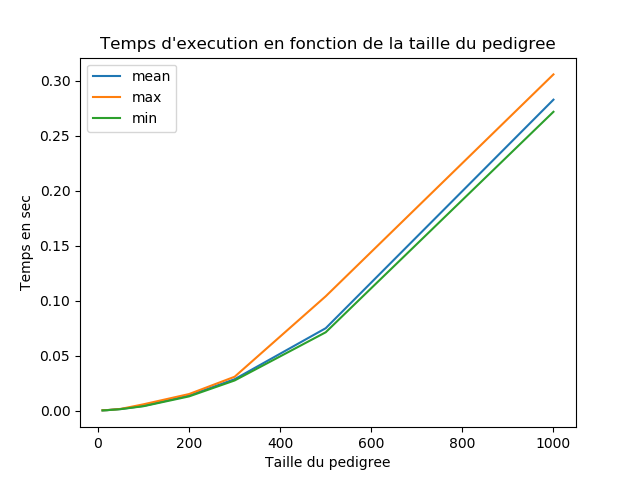 Temps d'execution en fonction de la taille du pedigree
mean
max
min
0.30
0.25
0.20
0.15
0.10
0.05
0.00
Temps en sec
0 200 400 600 800 1000
Taille du pedigree